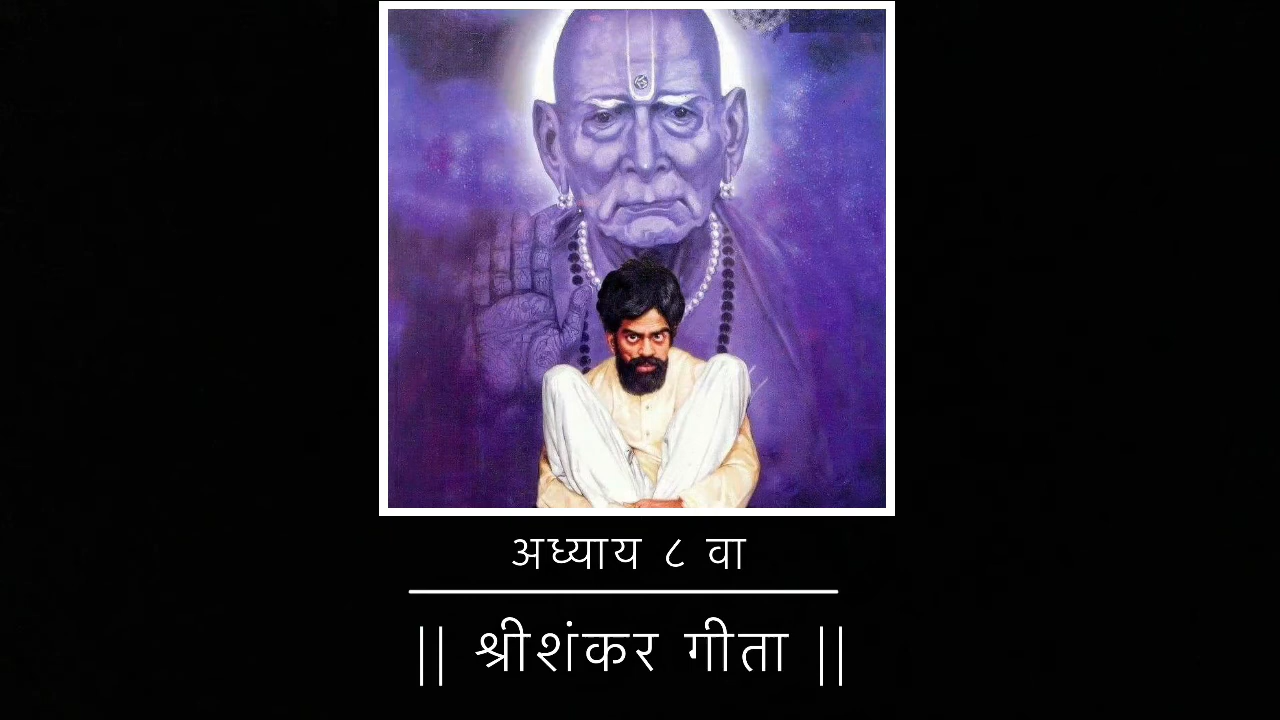 अध्याय ८ वा
|| श्रीशंकर गीता ||